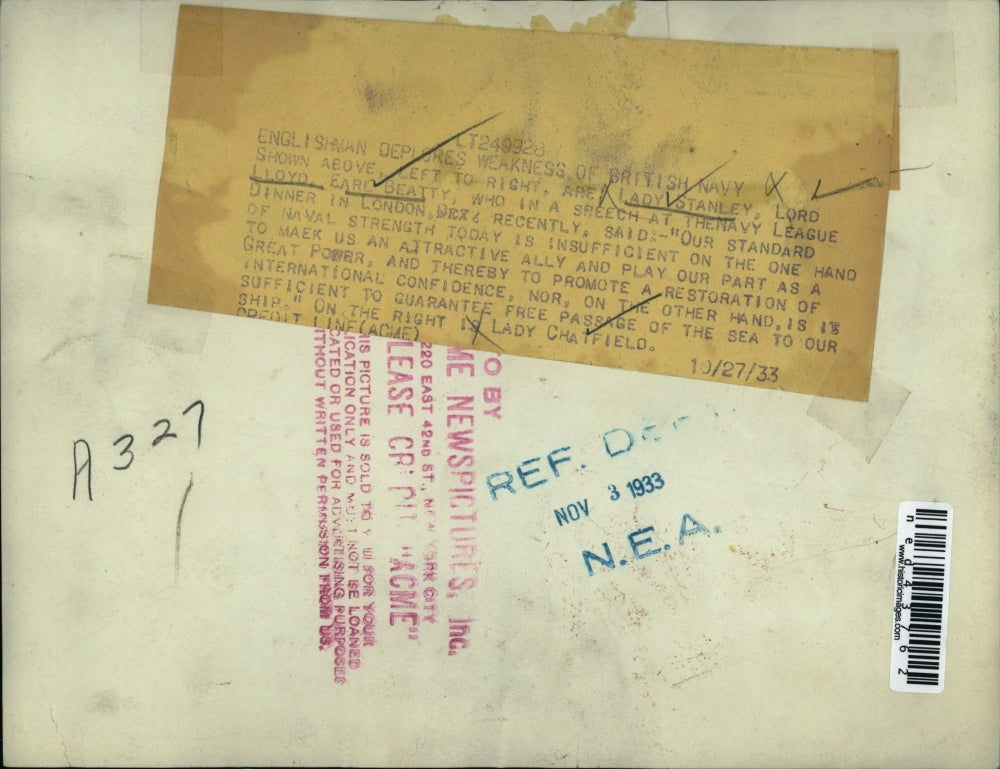 LT240928
ENGLISHMAN DEPLORES WEAKNESS OF BRITISH NAVY
SHOWN ABOVE, LEFT TO RIGHT, ARE LADY STANLEY, LORD
LLOYD, EARL BEATTY, WHO IN A SPEECH AT THENAVY LEAGUE
DINNER IN LONDON, RECENTLY, SAID:-"OUR STANDARD
OF NAVAL STRENGTH TODAY IS INSUFFICIENT ON THE ONE HAND
TO MAEK US AN ATTRACTIVE ALLY AND PLAY OUR PART AS A
GREAT POWER, AND THEREBY TO PROMOTE A RESTORATION OF
INTERNATIONAL CONFIDENCE, NOR, ON THE OTHER HAND, IS IT
SUFFICIENT TO GUARANTEE FREE PASSAGE OF THE SEA TO OUR
SHIP." ON THE RIGHT IS LADY CHATFIELD.
CREDIT LINE(ACME)
10/27/33
A327
TO BY
ME NEWSPICTURES, Inc.
220 EAST 42ND ST., NEW YORK CITY
LEASE CREDIT "ACME"
IS PICTURE IS SOLD TO YOU FOR YOUR
ICATION ONLY AND MUST NOT BE LOANED
CATED OR USED FOR ADVERTISING PURPOSES
ITHOUT WRITTEN PERMISSION FROM US.
REF. DEP
NOV 3 1933
N.E.A.
ned43762
www.historicimages.com